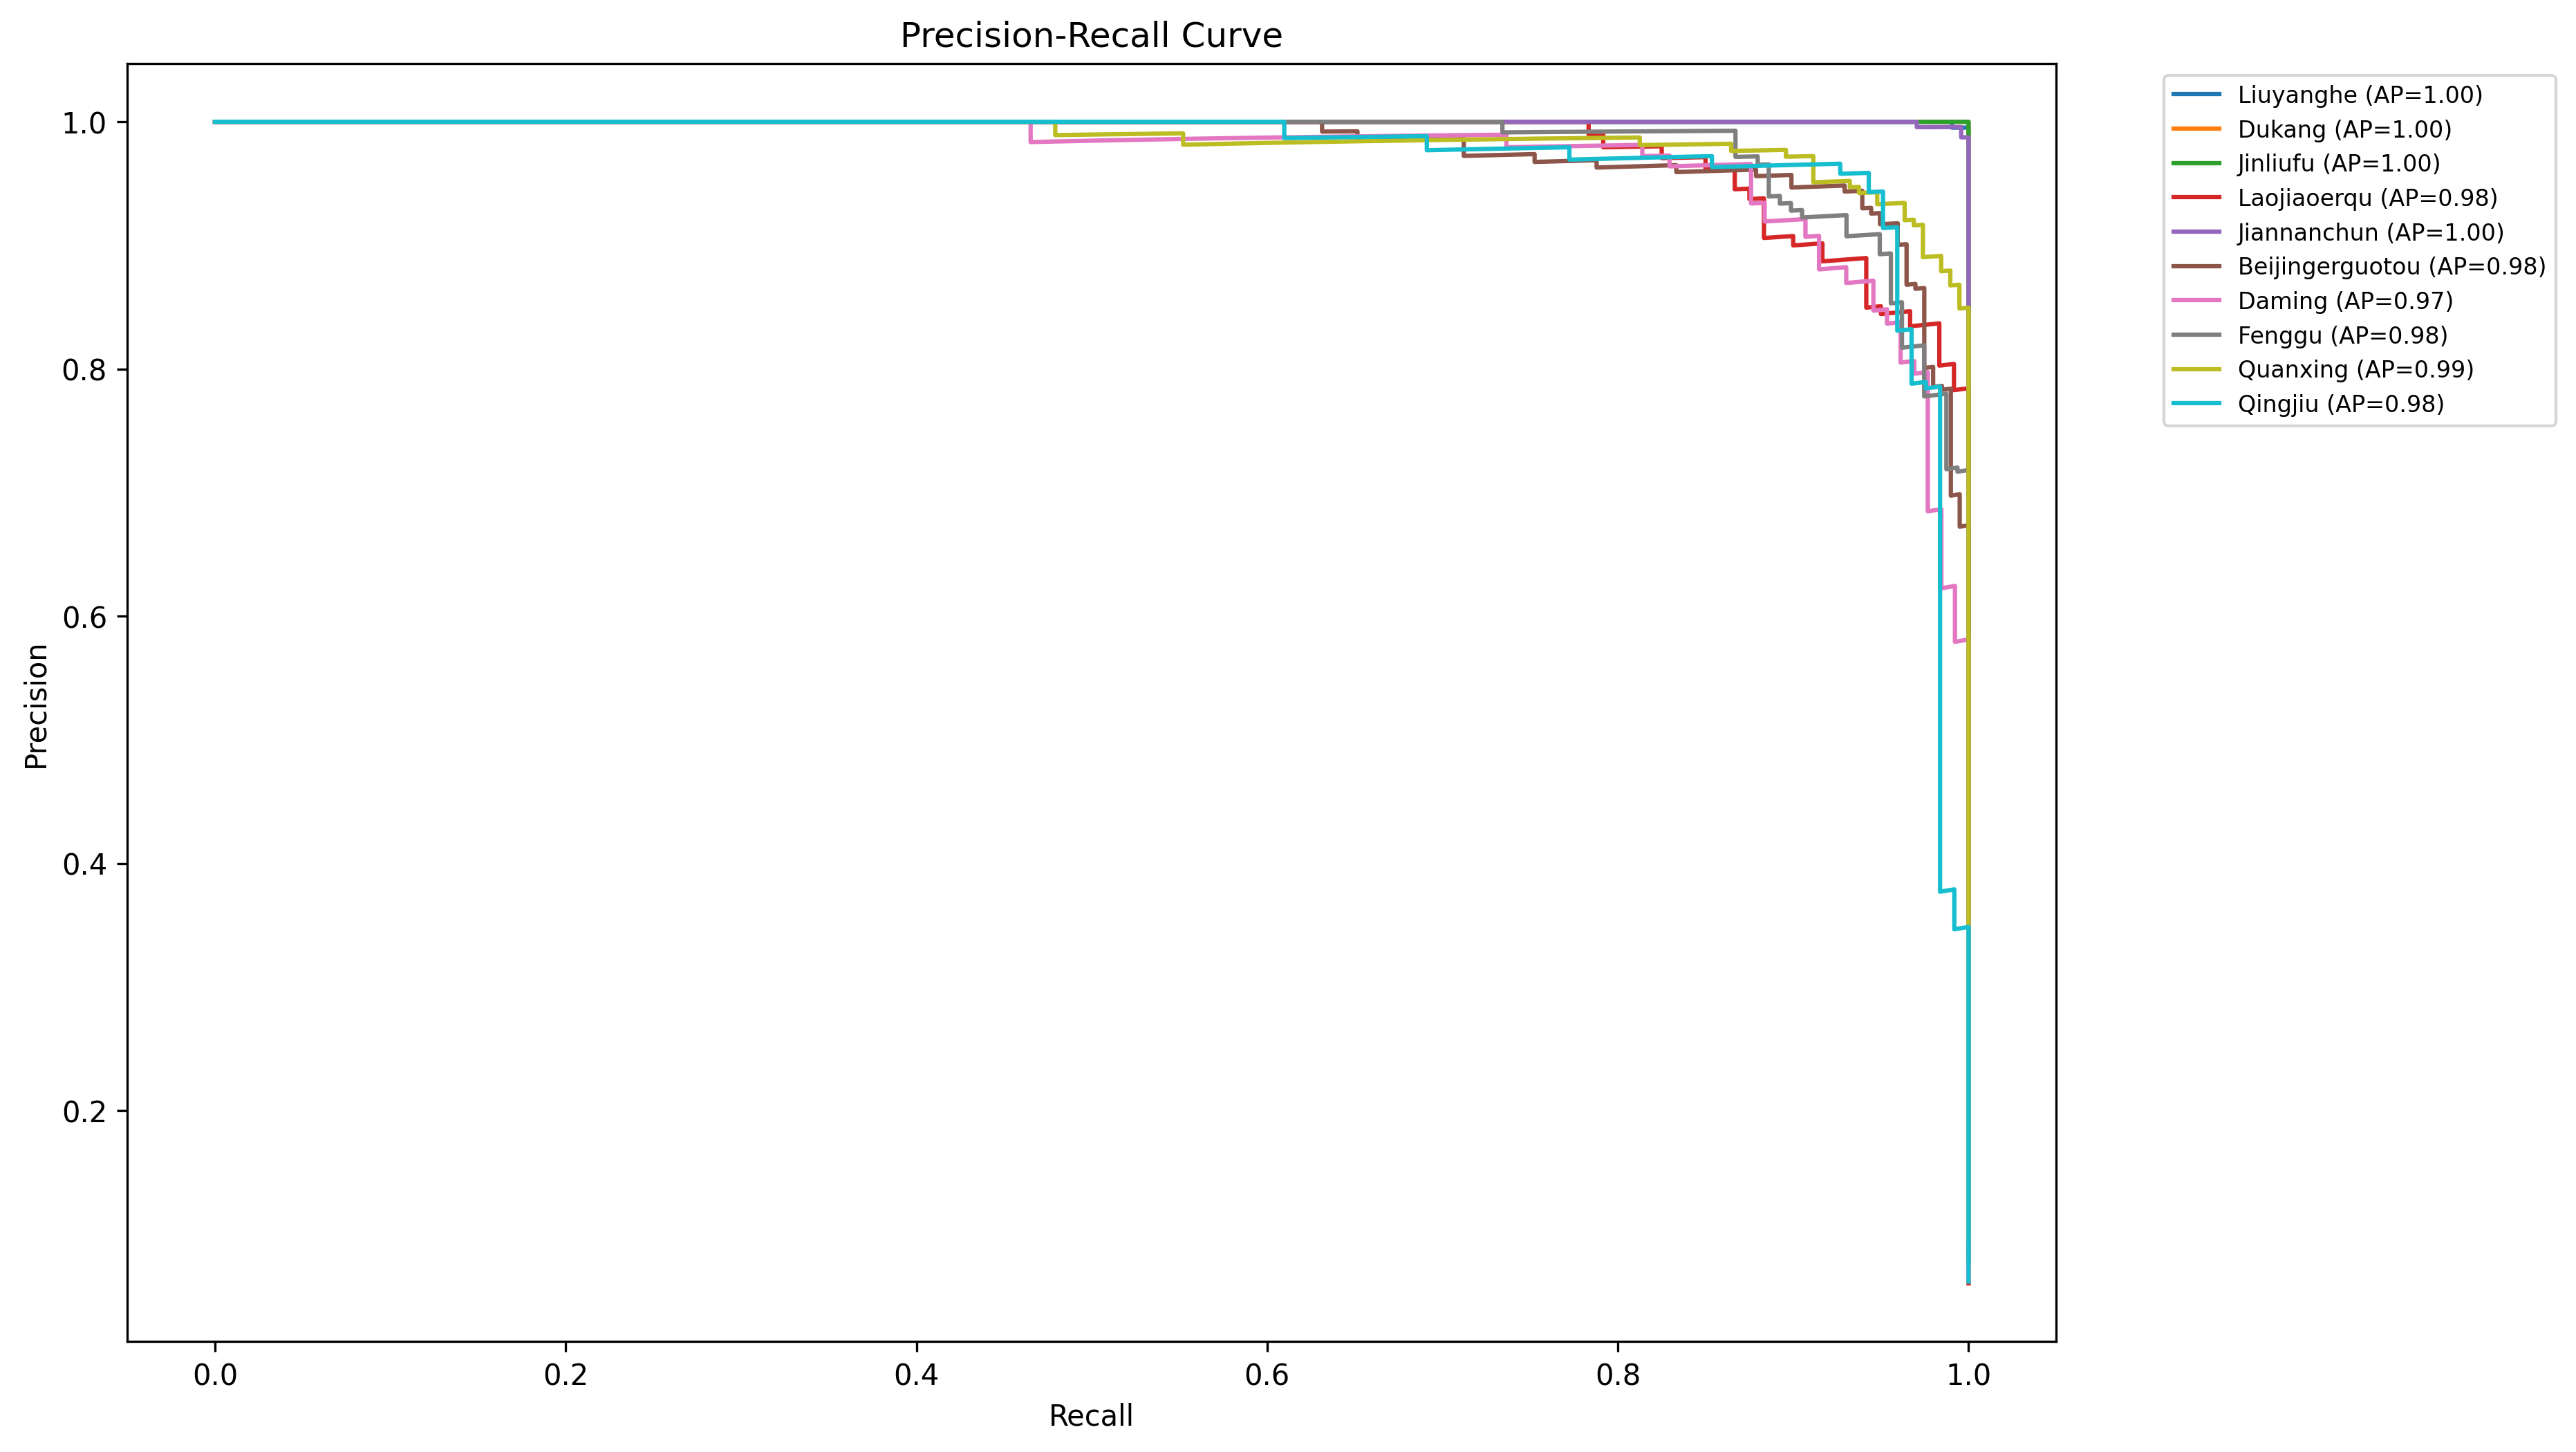 Precision-Recall Curve
1.0
0.8
0.6
0.4
0.2
Precision
0.0 0.2 0.4 0.6 0.8 1.0
Recall
Liuyanghe (AP=1.00)
Dukang (AP=1.00)
Jinliufu (AP=1.00)
Laojiaoerqu (AP=0.98)
Jiannanchun (AP=1.00)
Beijingerguotou (AP=0.98)
Daming (AP=0.97)
Fenggu (AP=0.98)
Quanxing (AP=0.99)
Qingjiu (AP=0.98)